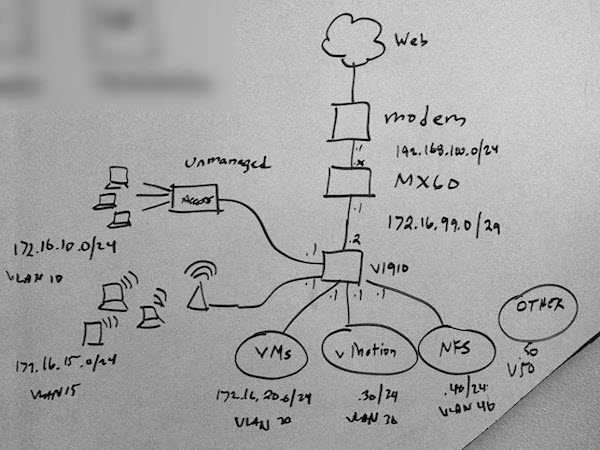 Web
modem
.1
192.168.100.0/24
.x
MX60
.1
172.16.99.0/29
.2
V1910
unmanaged
Access
172.16.10.0/24
VLAN 10
.1
.1
.1
.1
.1
172.16.15.0/24
VLAN 15
VMs
172.16.20.0/24
VLAN 20
vMotion
.30/24
VLAN 30
NFS
.40/24
VLAN 40
OTHER
.50
V50